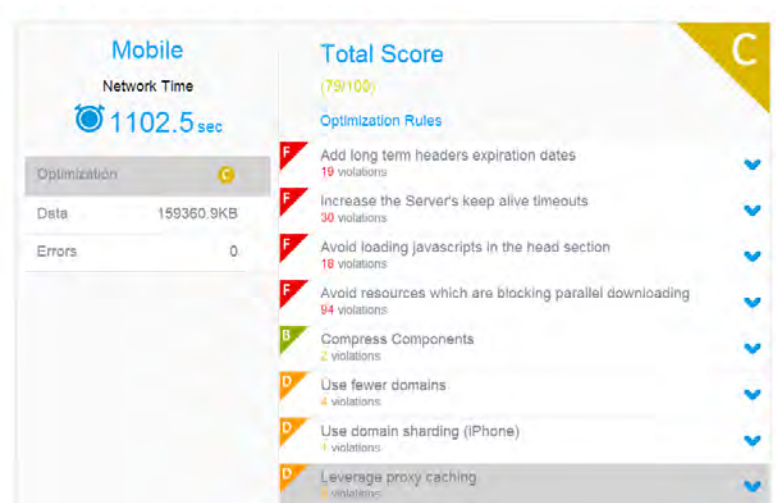 Mobile
Network Time
1102.5 sec
Optimization C
Data 159360.9KB
Errors 0
Total Score
C
(79/100)
Optimization Rules
F Add long term headers expiration dates
19 violations
F Increase the Server's keep alive timeouts
30 violations
F Avoid loading javascripts in the head section
18 violations
F Avoid resources which are blocking parallel downloading
94 violations
B Compress Components
2 violations
D Use fewer domains
4 violations
D Use domain sharding (iPhone)
violations
D Leverage proxy caching
violations